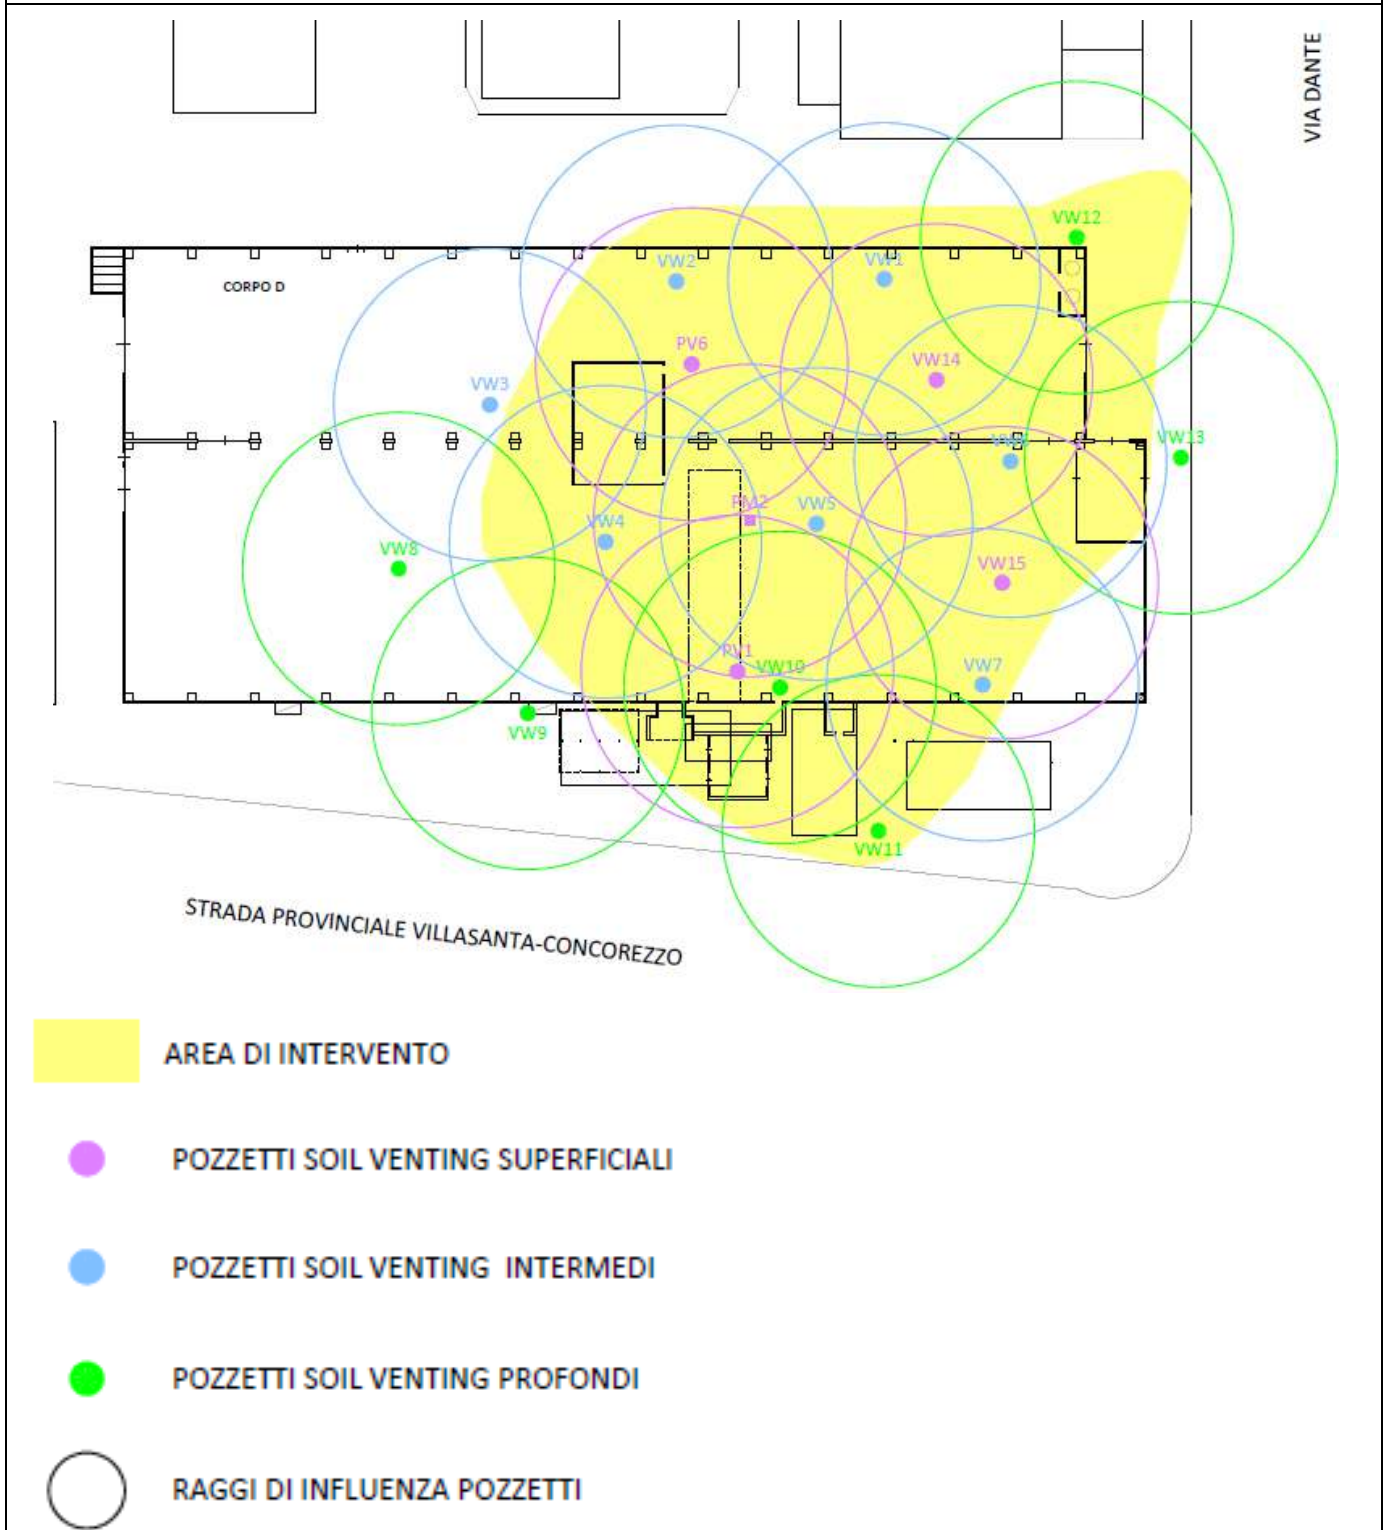 VIA DANTE
VW12
CORPO D
VW2
VW1
PV6
VW14
VW3
VW13
PM2
VW5
VW4
VW8
VW15
PV1
VW10
VW7
VW9
VW11
STRADA PROVINCIALE VILLASANTA-CONCOREZZO
AREA DI INTERVENTO
POZZETTI SOIL VENTING SUPERFICIALI
POZZETTI SOIL VENTING INTERMEDI
POZZETTI SOIL VENTING PROFONDI
RAGGI DI INFLUENZA POZZETTI